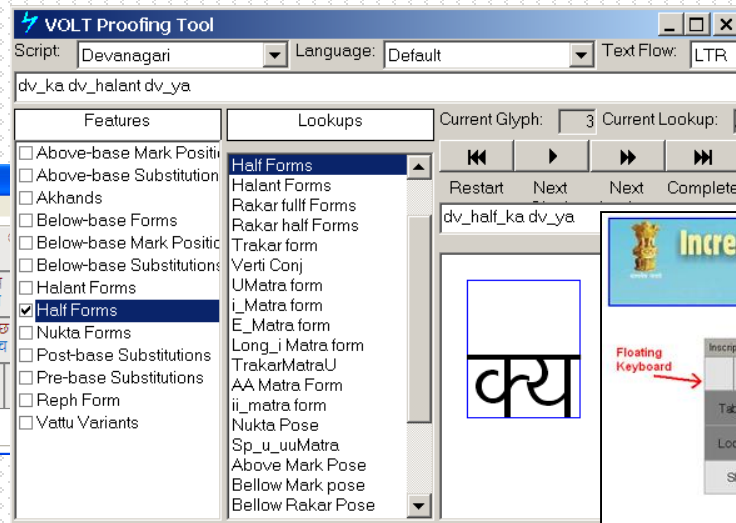 VOLT Proofing Tool
Script: Devanagari Language: Default Text Flow: LTR
dv_ka dv_halant dv_ya
Features
Above-base Mark Positi
Above-base Substitution
Akhands
Below-base Forms
Below-base Mark Positic
Below-base Substitutions
Halant Forms
Half Forms
Nukta Forms
Post-base Substitutions
Pre-base Substitutions
Reph Form
Vattu Variants
Lookups
Half Forms
Halant Forms
Rakar fullf Forms
Rakar half Forms
Trakar form
Verti Conj
UMatra form
i_Matra form
E_Matra form
Long_i Matra form
TrakarMatraU
AA Matra Form
ii_matra form
Nukta Pose
Sp_u_uuMatra
Above Mark Pose
Bellow Mark pose
Bellow Rakar Pose
Current Glyph: 3 Current Lookup:
Restart Next Next Complete
dv_half_ka dv_ya
क्य
Incre
Floating
Keyboard
Inscrip
Tab